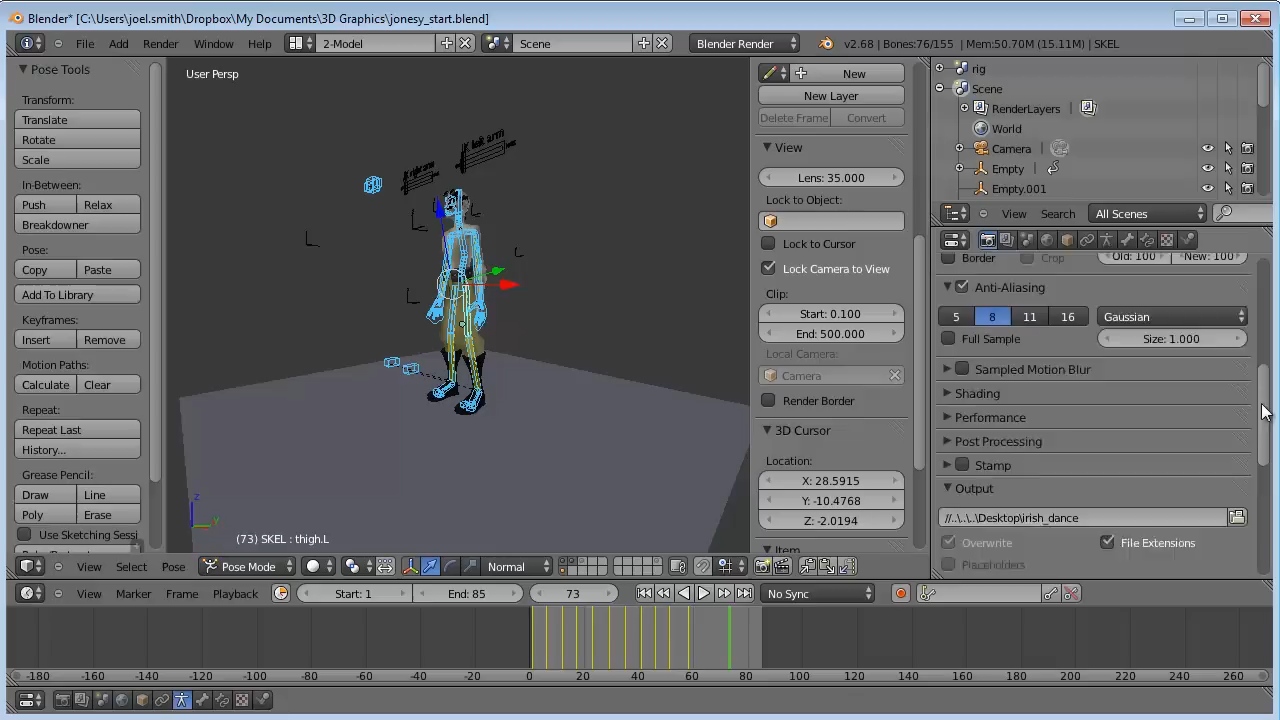 Blender* [C:\Users\joel.smith\Dropbox\My Documents\3D Graphics\jonesy_start.blend]
File Add Render Window Help 2-Model Scene Blender Render v2.68 | Bones:76/155 | Mem:50.70M (15.11M) | SKEL
Pose Tools
Transform:
Translate
Rotate
Scale
In-Between:
Push Relax
Breakdowner
Pose:
Copy Paste
Add To Library
Keyframes:
Insert Remove
Motion Paths:
Calculate Clear
Repeat:
Repeat Last
History...
Grease Pencil:
Draw Line
Poly Erase
Use Sketching Sessi
User Persp
left arm
z
y
(73) SKEL : thigh.L
New
New Layer
Delete Frame Convert
View
Lens: 35.000
Lock to Object:
Lock to Cursor
Lock Camera to View
Clip:
Start: 0.100
End: 500.000
Local Camera:
Camera
Render Border
3D Cursor
Location:
X: 28.5915
Y: -10.4768
Z: -2.0194
Item
rig
Scene
RenderLayers |
World
Camera |
Empty |
Empty.001
View Search All Scenes
Border Crop Old: 100 New: 100
Anti-Aliasing
5 8 11 16 Gaussian
Full Sample Size: 1.000
Sampled Motion Blur
Shading
Performance
Post Processing
Stamp
Output
//..\..\..\Desktop\irish_dance
Overwrite File Extensions
Placeholders
View Select Pose Pose Mode Normal
View Marker Frame Playback Start: 1 End: 85 73 No Sync
-180 -160 -140 -120 -100 -80 -60 -40 -20 0 20 40 60 80 100 120 140 160 180 200 220 240 260